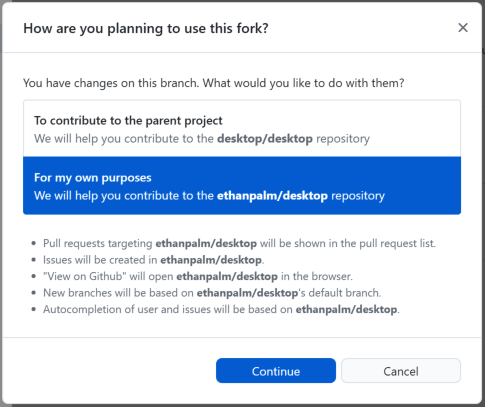 How are you planning to use this fork?
You have changes on this branch. What would you like to do with them?
To contribute to the parent project
We will help you contribute to the desktop/desktop repository
For my own purposes
We will help you contribute to the ethanpalm/desktop repository
Pull requests targeting ethanpalm/desktop will be shown in the pull request list.
Issues will be created in ethanpalm/desktop.
"View on Github" will open ethanpalm/desktop in the browser.
New branches will be based on ethanpalm/desktop's default branch.
Autocompletion of user and issues will be based on ethanpalm/desktop.
Continue Cancel